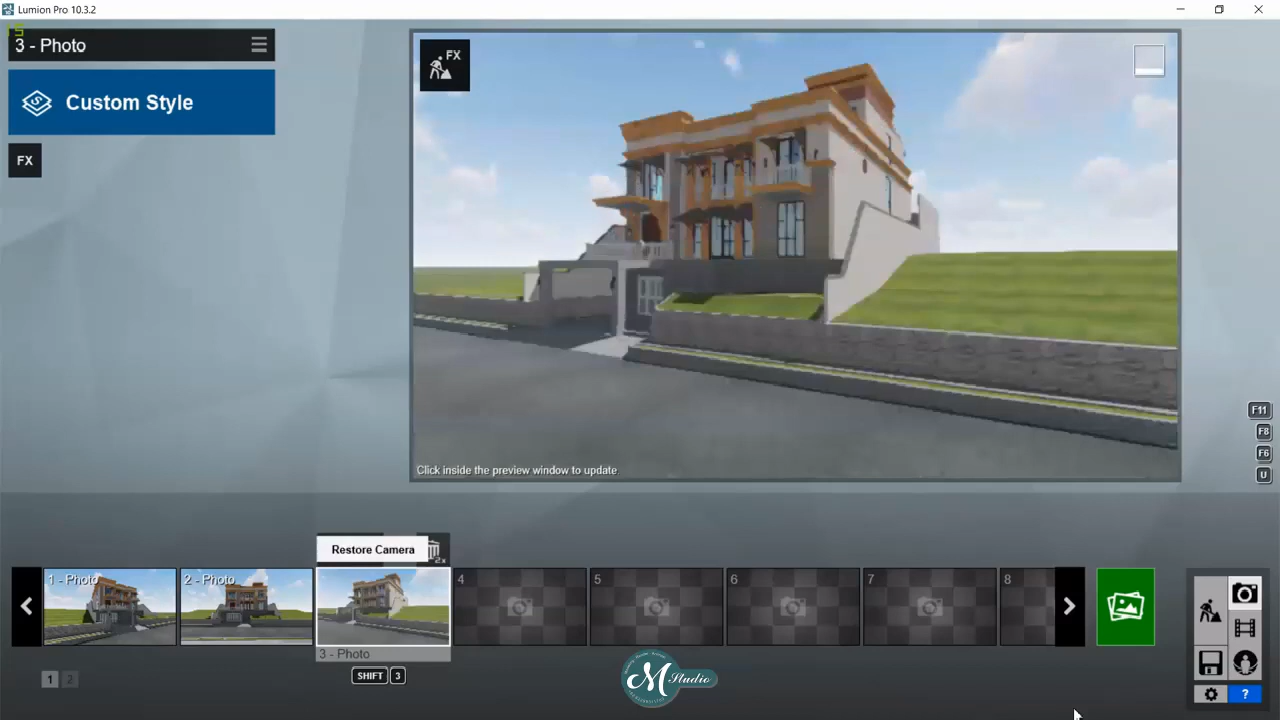 Lumion Pro 10.3.2
15
3 - Photo
Custom Style
FX
FX
Click inside the preview window to update
F11
F8
F6
U
Restore Camera
2x
1 - Photo
2 - Photo
4
5
6
7
8
3 - Photo
SHIFT 3
1 2
M Studio
?